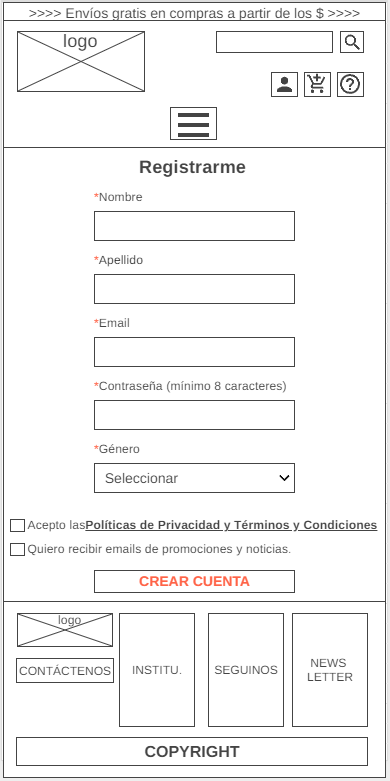 >>>> Envíos gratis en compras a partir de los $ >>>>
logo
Registrarme
*Nombre
*Apellido
*Email
*Contraseña (mínimo 8 caracteres)
*Género
Seleccionar
Acepto lasPolíticas de Privacidad y Términos y Condiciones
Quiero recibir emails de promociones y noticias.
CREAR CUENTA
logo
CONTÁCTENOS
INSTITU.
SEGUINOS
NEWS
LETTER
COPYRIGHT